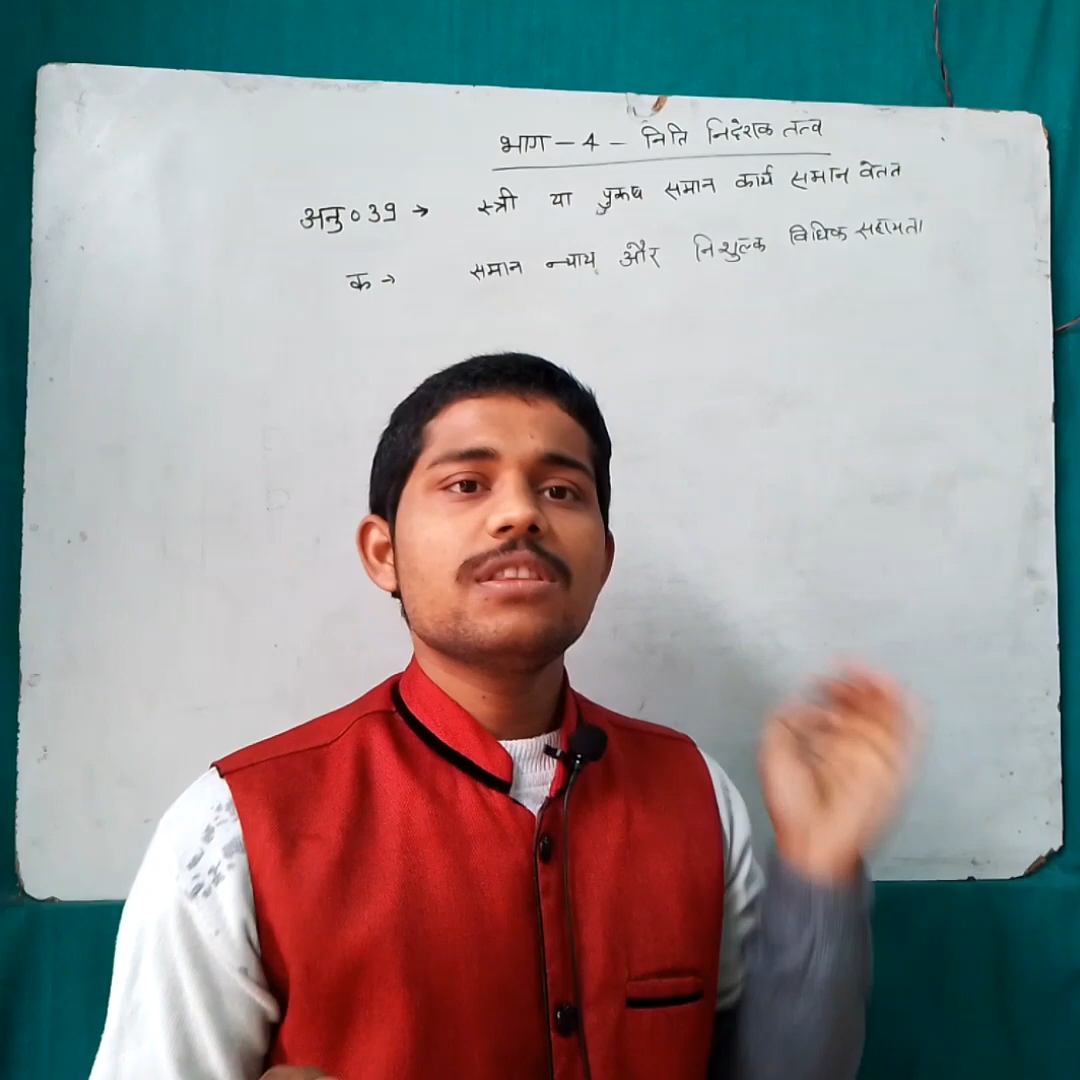 भाग - 4 - निति निदेशक तत्व
अनु० 39 → स्त्री या पुरुष समान कार्य समान वेतन
क → समान न्याय और निशुल्क विधिक सहायता